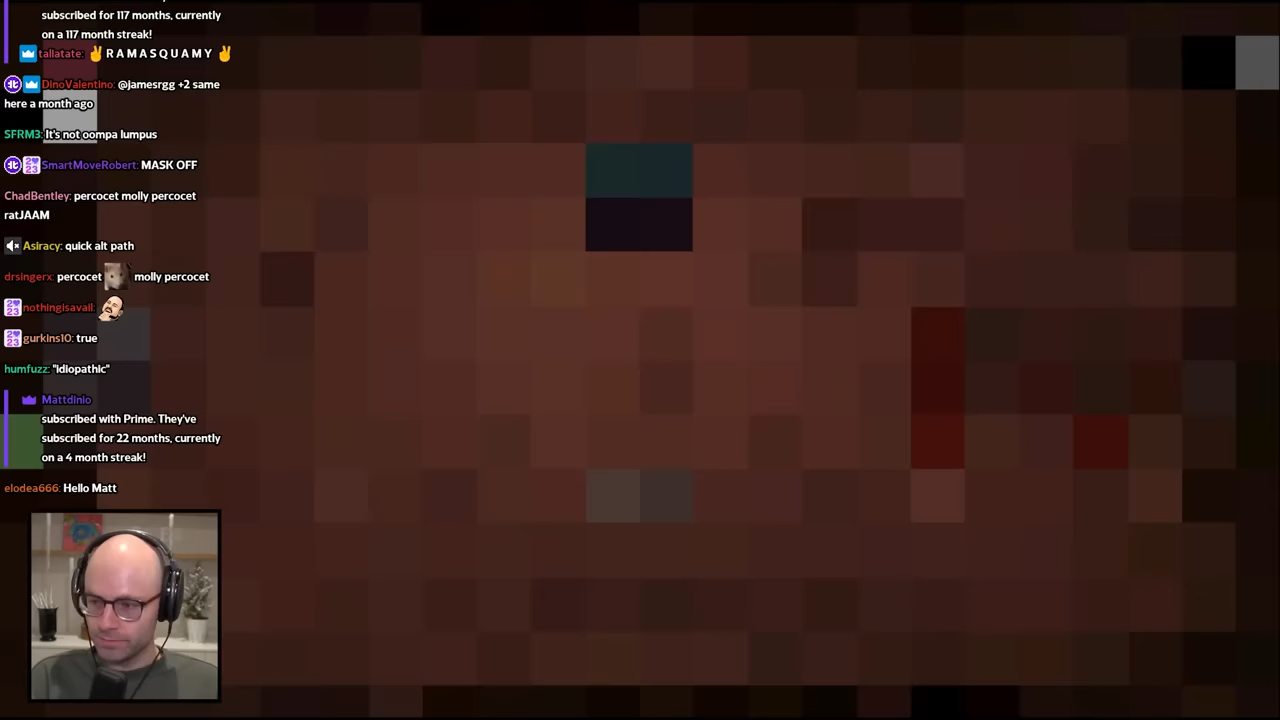 subscribed for 117 months, currently
on a 117 month streak!
tallatate: ✌ R A M A S Q U A M Y ✌
DinoValentino: @jamesrgg +2 same
here a month ago
SFRM3: It's not oompa lumpus
SmartMoveRobert: MASK OFF
ChadBentley: percocet molly percocet
ratJAAM
Asiracy: quick alt path
drsingerx: percocet molly percocet
nothingisavail:
gurkins10: true
humfuzz: "Idiopathic"
Mattdinio
subscribed with Prime. They've
subscribed for 22 months, currently
on a 4 month streak!
elodea666: Hello Matt